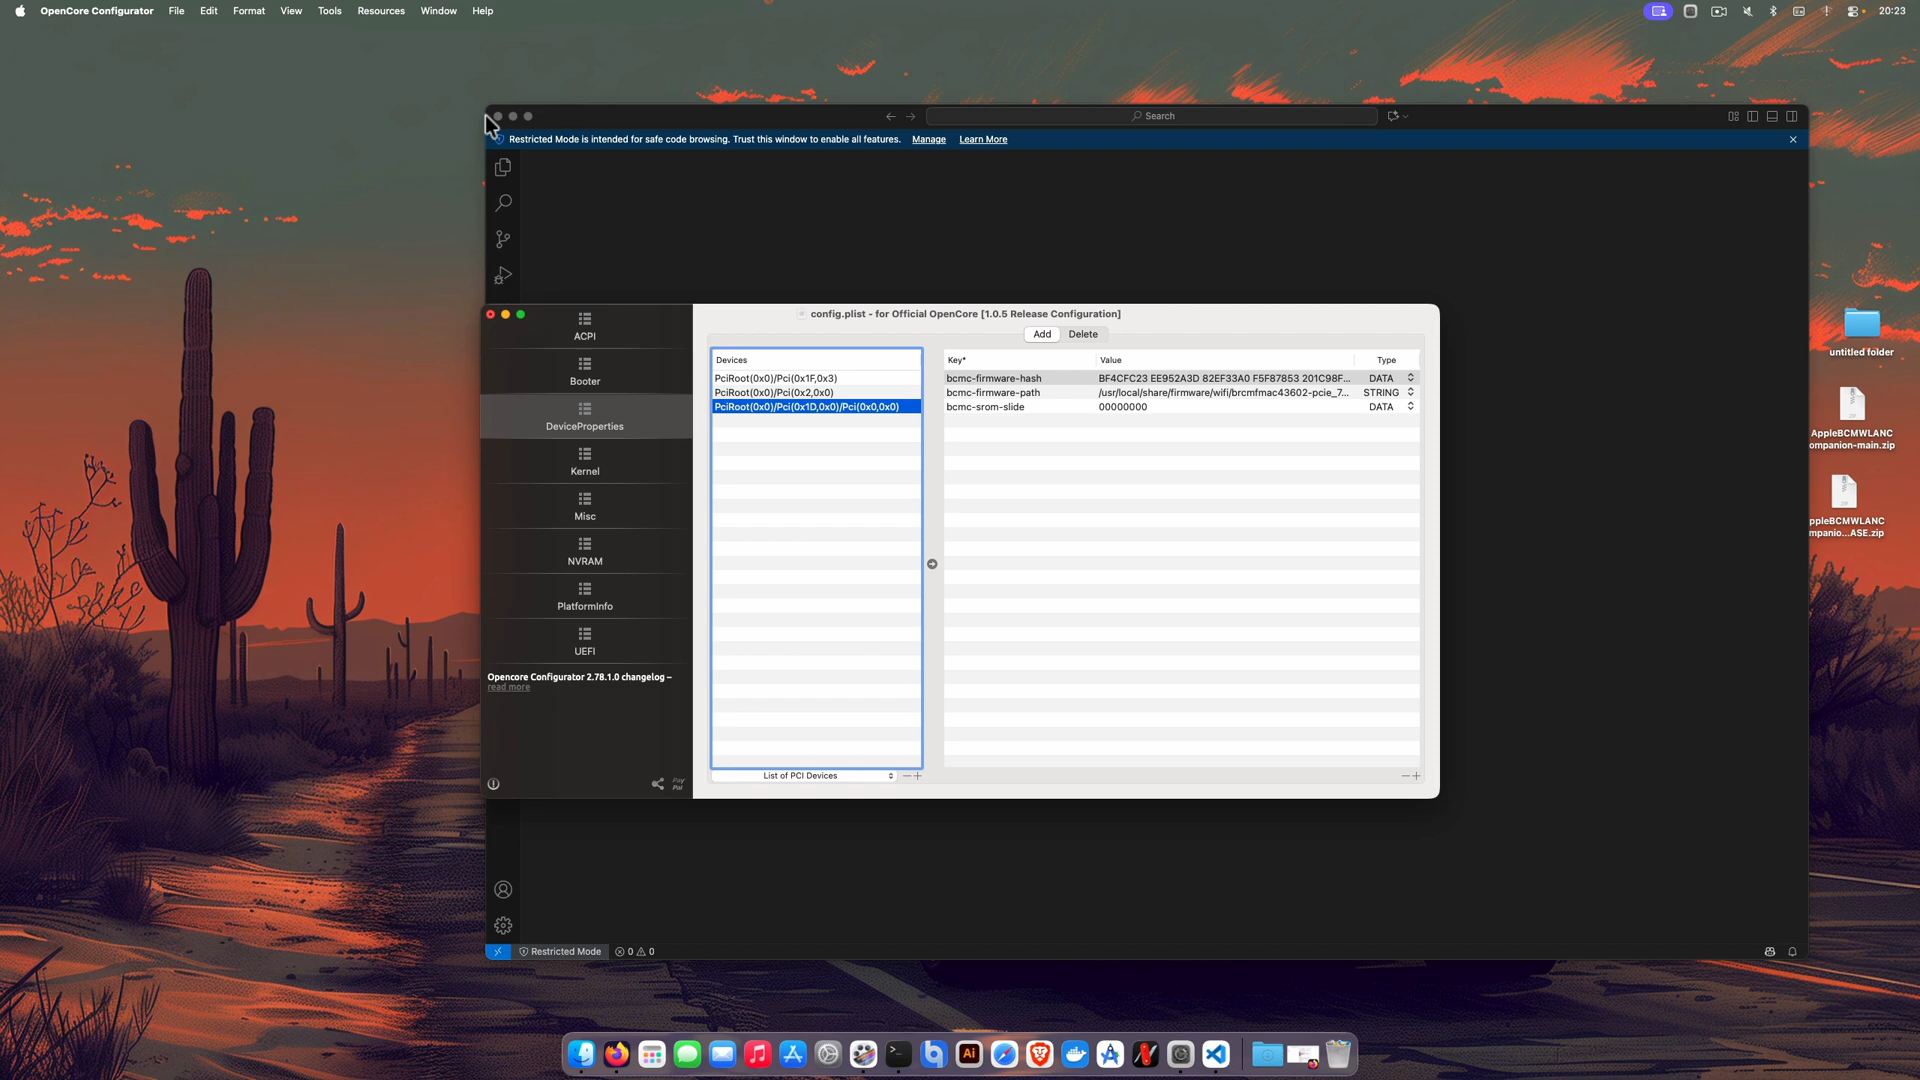 OpenCore Configurator File Edit Format View Tools Resources Window Help 20:23
Search
Restricted Mode is intended for safe code browsing. Trust this window to enable all features. Manage Learn More
config.plist - for Official OpenCore [1.0.5 Release Configuration]
Add Delete
ACPI
Booter
DeviceProperties
Kernel
Misc
NVRAM
PlatformInfo
UEFI
Opencore Configurator 2.78.1.0 changelog –
read more
Pay
Pal
Devices
PciRoot(0x0)/Pci(0x1F,0x3)
PciRoot(0x0)/Pci(0x2,0x0)
PciRoot(0x0)/Pci(0x1D,0x0)/Pci(0x0,0x0)
List of PCI Devices
Key* Value Type
bcmc-firmware-hash BF4CFC23 EE952A3D 82EF33A0 F5F87853 201C98F... DATA
bcmc-firmware-path /usr/local/share/firmware/wifi/brcmfmac43602-pcie_7... STRING
bcmc-srom-slide 00000000 DATA
untitled folder
ZIP
AppleBCMWLANC
ompanion-main.zip
ZIP
ppleBCMWLANC
mpanio...ASE.zip
Restricted Mode 0 0
Ai